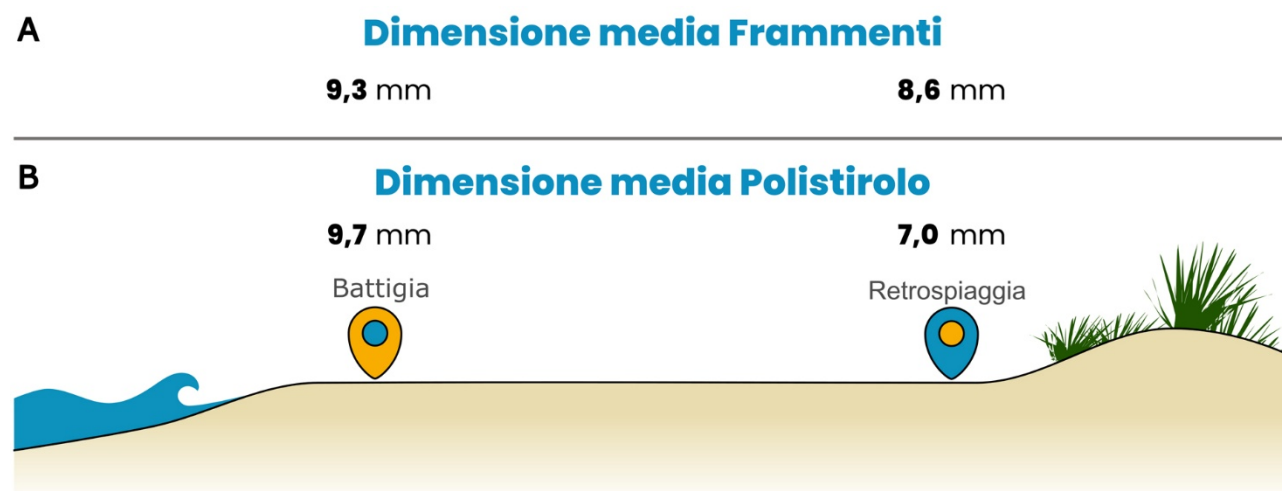 A
Dimensione media Frammenti
9,3 mm
8,6 mm
B
Dimensione media Polistirolo
9,7 mm
7,0 mm
Battigia
Retrospiaggia